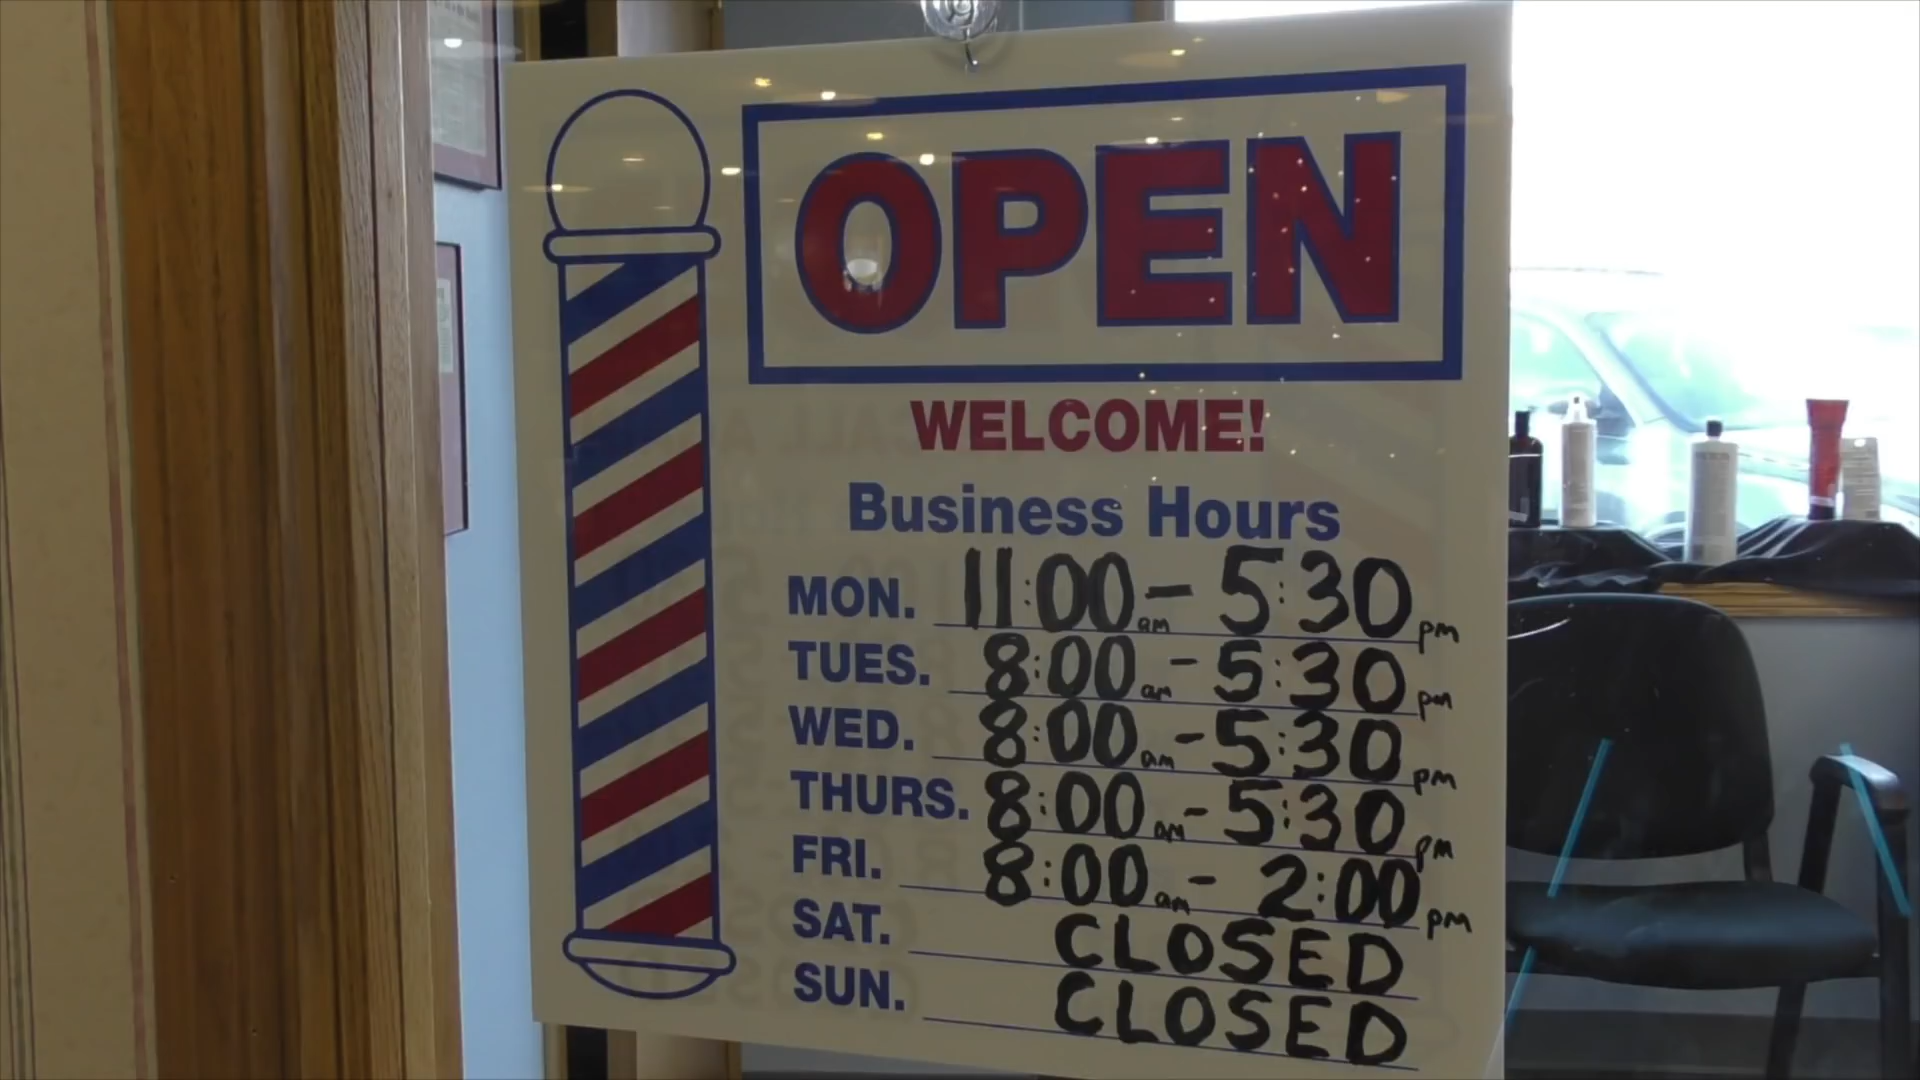 OPEN
WELCOME!
Business Hours
MON. 11:00am - 5:30pm
TUES. 8:00am - 5:30pm
WED. 8:00am - 5:30pm
THURS. 8:00am - 5:30pm
FRI. 8:00am - 2:00pm
SAT. CLOSED
SUN. CLOSED